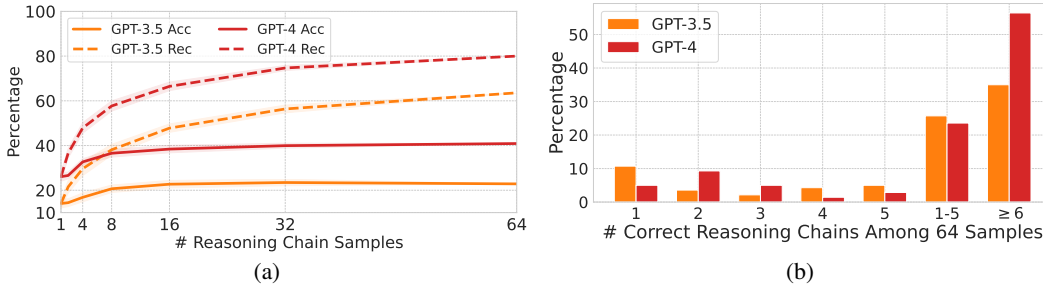 100
80
60
40
20
10
Percentage
GPT-3.5 Acc
GPT-3.5 Rec
GPT-4 Acc
GPT-4 Rec
1 4 8 16 32 64
# Reasoning Chain Samples
(a)
50
40
30
20
10
0
Percentage
GPT-3.5
GPT-4
1 2 3 4 5 1-5 ≥ 6
# Correct Reasoning Chains Among 64 Samples
(b)